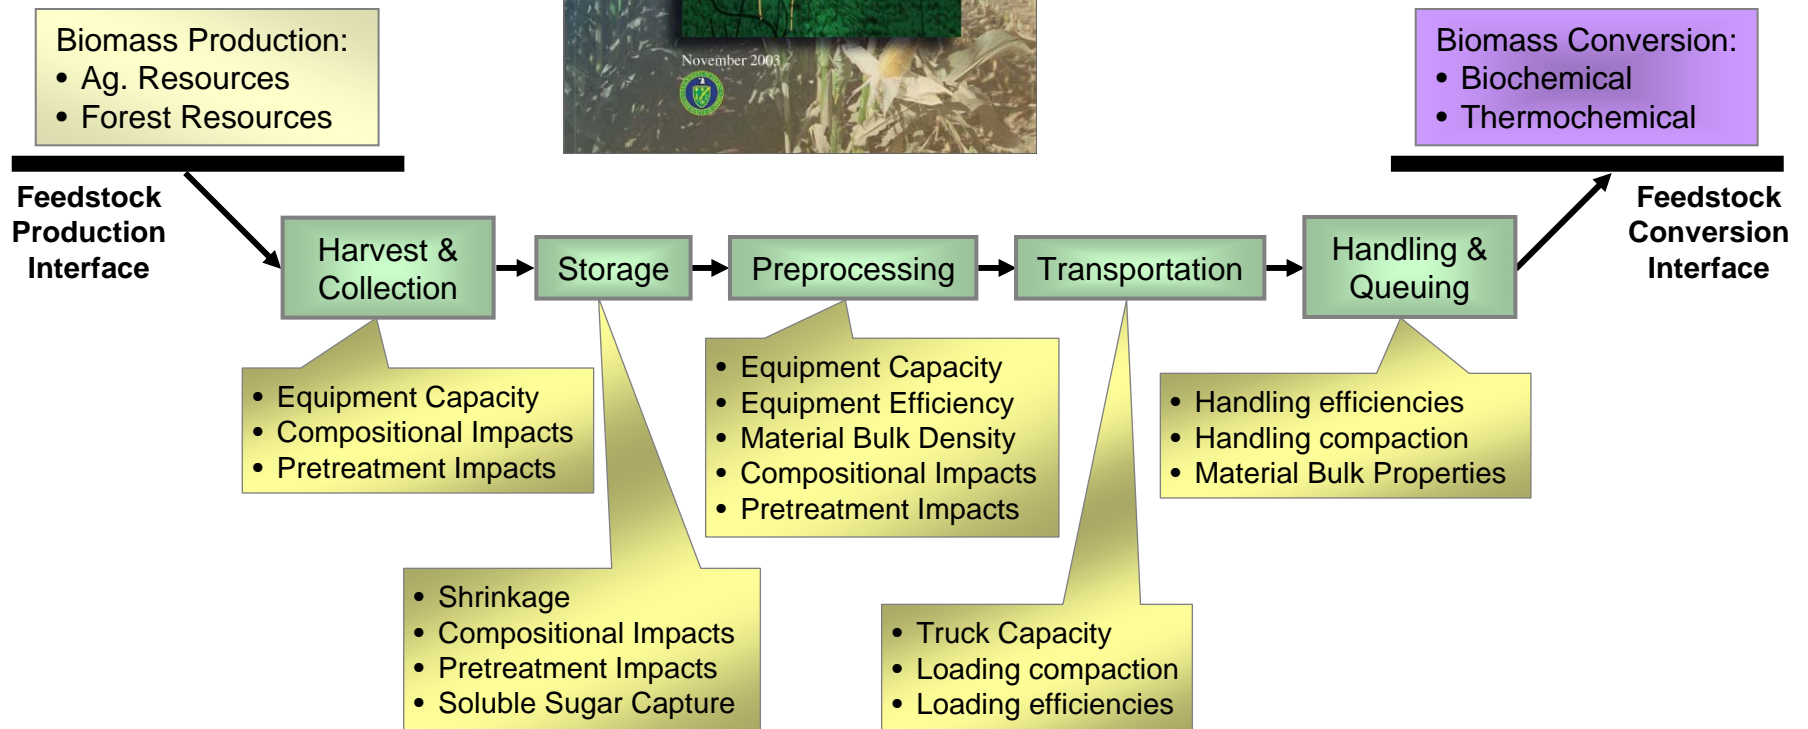 Biomass Production:
• Ag. Resources
• Forest Resources
November 2003
Biomass Conversion:
• Biochemical
• Thermochemical
Feedstock
Production
Interface
Feedstock
Conversion
Interface
Harvest &
Collection
Storage
Preprocessing
Transportation
Handling &
Queuing
• Equipment Capacity
• Compositional Impacts
• Pretreatment Impacts
• Shrinkage
• Compositional Impacts
• Pretreatment Impacts
• Soluble Sugar Capture
• Equipment Capacity
• Equipment Efficiency
• Material Bulk Density
• Compositional Impacts
• Pretreatment Impacts
• Truck Capacity
• Loading compaction
• Loading efficiencies
• Handling efficiencies
• Handling compaction
• Material Bulk Properties